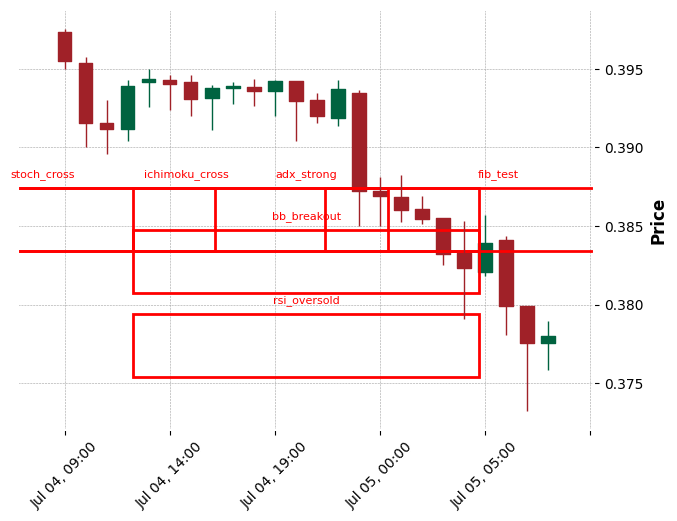 0.395
0.390
stoch_cross ichimoku_cross adx_strong fib_test
bb_breakout
0.385
Price
rsi_oversold
0.380
0.375
Jul 04, 09:00 Jul 04, 14:00 Jul 04, 19:00 Jul 05, 00:00 Jul 05, 05:00